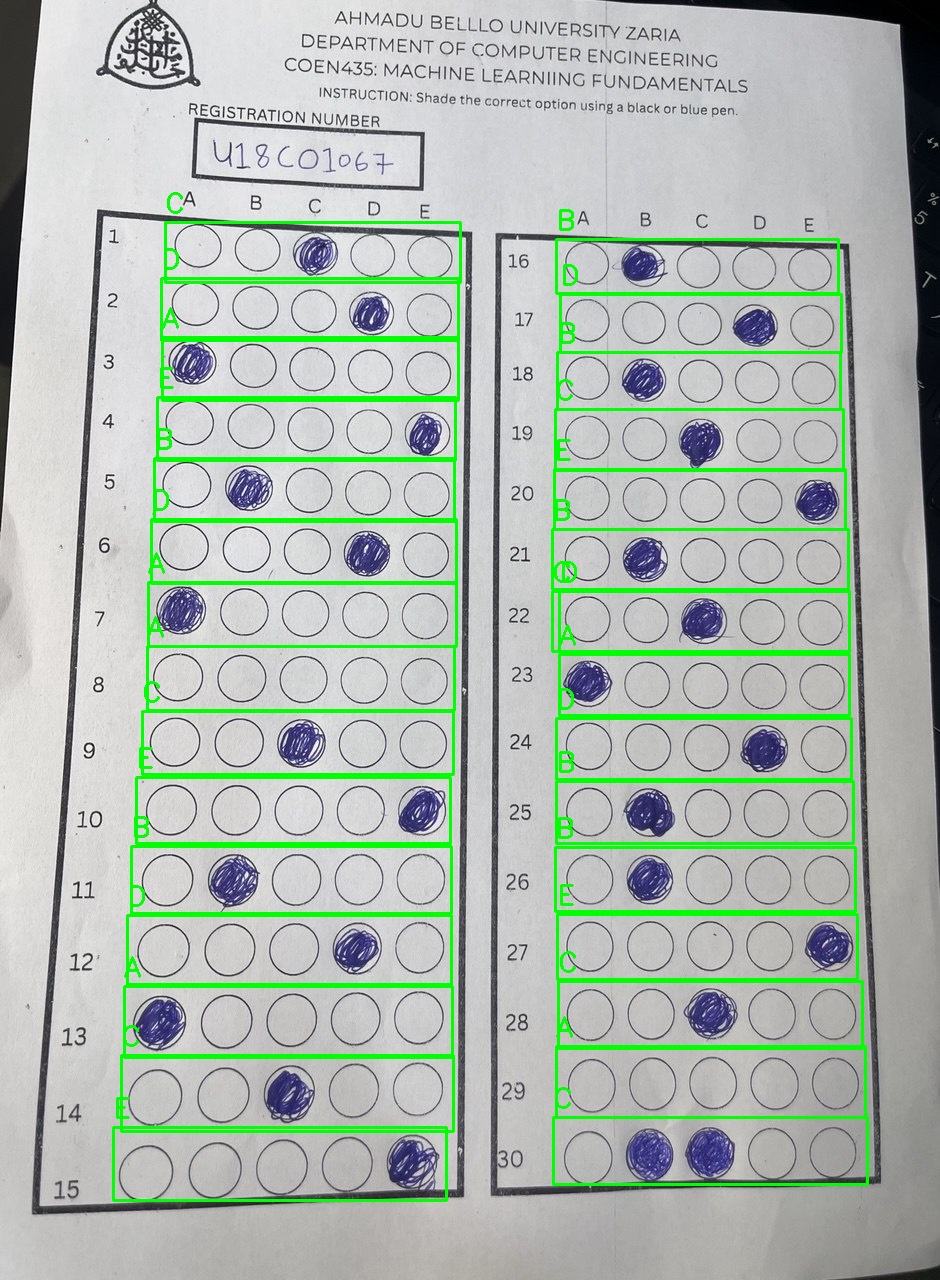 AHMADU BELLLO UNIVERSITY ZARIA
DEPARTMENT OF COMPUTER ENGINEERING
COEN435: MACHINE LEARNIING FUNDAMENTALS
INSTRUCTION: Shade the correct option using a black or blue pen.
REGISTRATION NUMBER
U18CO1067
C A B C D E
1
D
2
A
3
E
4
B
5
D
6
A
7
A
8
C
9
E
10
B
11
D
12
A
13
C
14
E
15
B A B C D E
16
D
17
B
18
C
19
E
20
B
21
D
22
A
23
D
24
B
25
B
26
E
27
C
28
A
29
C
30